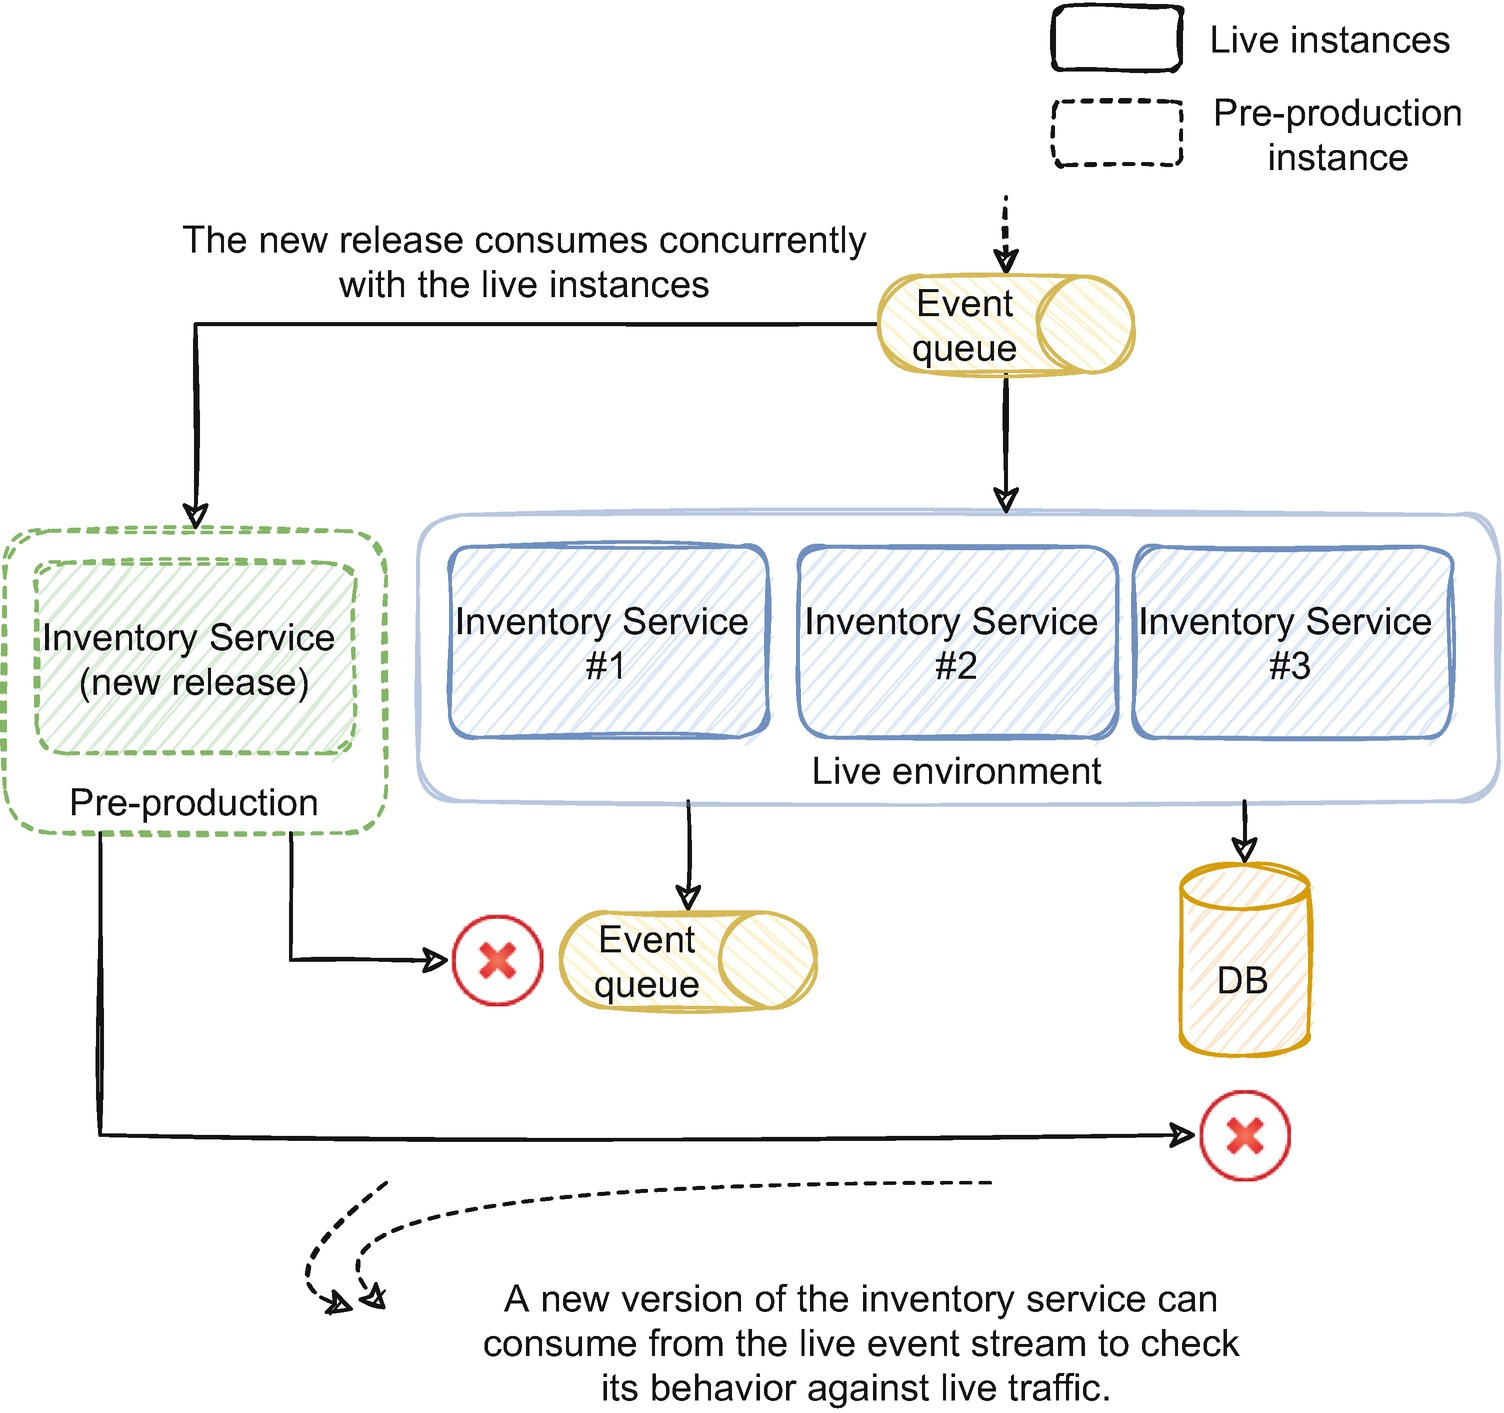 Live instances
Pre-production
instance
The new release consumes concurrently
with the live instances
Event
queue
Inventory Service
(new release)
Pre-production
Inventory Service
#1
Inventory Service
#2
Inventory Service
#3
Live environment
Event
queue
DB
A new version of the inventory service can
consume from the live event stream to check
its behavior against live traffic.